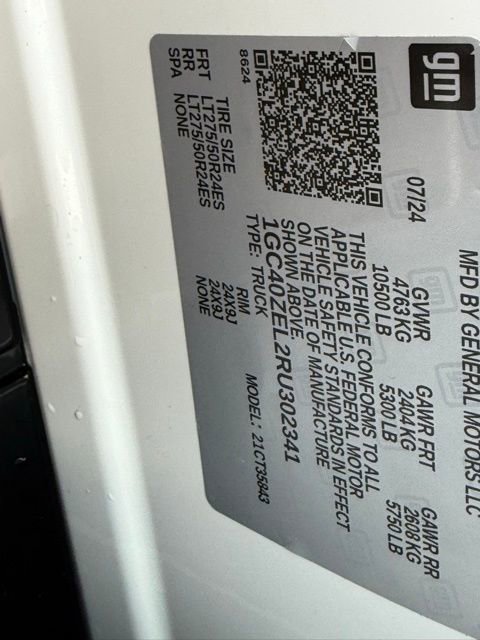 gm
MFD BY GENERAL MOTORS LLC
07/24 GVWR GAWR FRT GAWR RR
4763 KG 2404 KG 2608 KG
10500 LB 5300 LB 5750 LB
THIS VEHICLE CONFORMS TO ALL
APPLICABLE U.S. FEDERAL MOTOR
VEHICLE SAFETY STANDARDS IN EFFECT
ON THE DATE OF MANUFACTURE
SHOWN ABOVE.
1GC40ZEL2RU302341
TYPE: TRUCK MODEL: 21CT35843
8624
TIRE SIZE RIM
FRT LT275/50R24ES 24X9J
RR LT275/50R24ES 24X9J
SPA NONE NONE